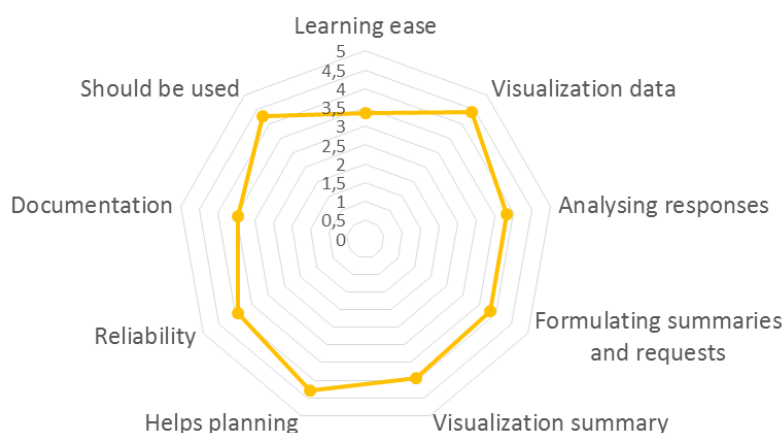 Learning ease
5
4,5
4
3,5
3
2,5
2
1,5
1
0,5
0
Should be used
Visualization data
Documentation
Analysing responses
Reliability
Formulating summaries
and requests
Helps planning
Visualization summary